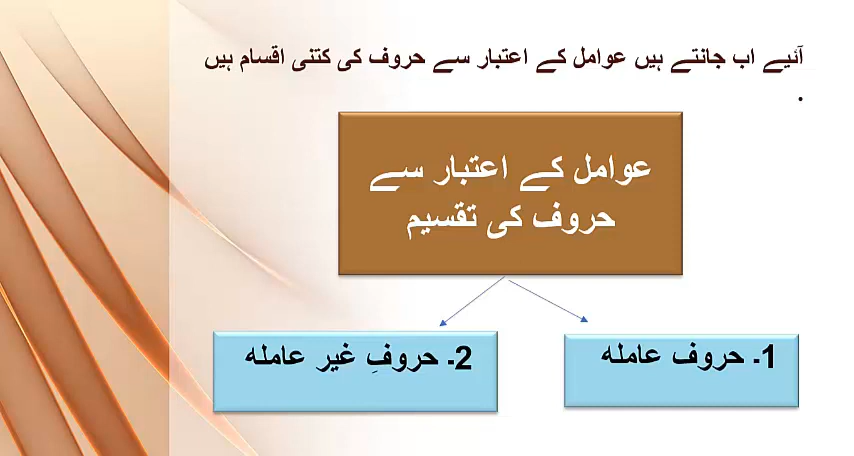 آئیے اب جانتے ہیں عوامل کے اعتبار سے حروف کی کتنی اقسام ہیں
.
عوامل کے اعتبار سے
حروف کی تقسیم
1۔ حروف عاملہ
2۔ حروفِ غیر عاملہ